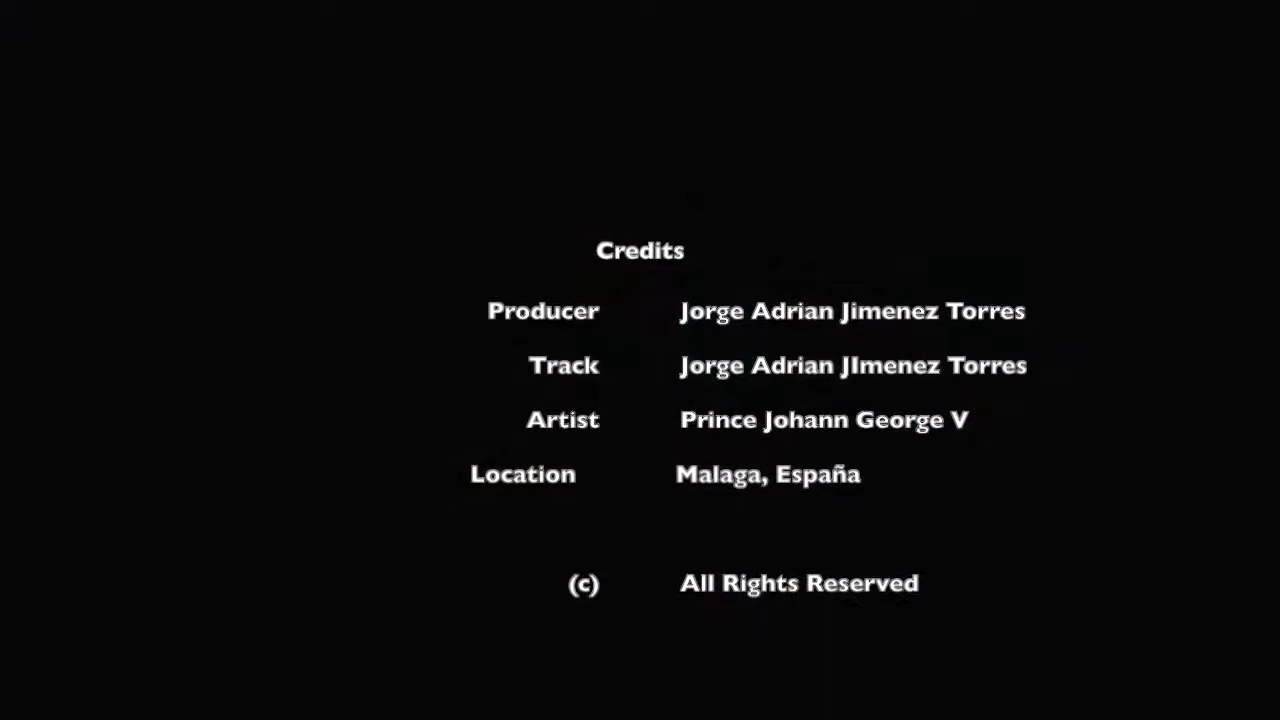 Credits
Producer Jorge Adrian Jimenez Torres
Track Jorge Adrian JImenez Torres
Artist Prince Johann George V
Location Malaga, España
(c) All Rights Reserved